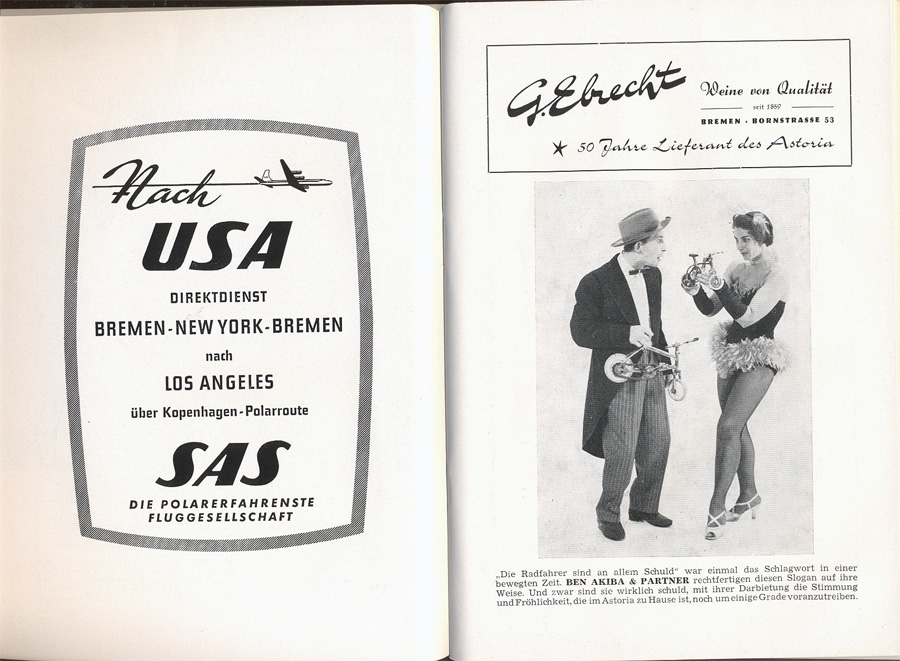 Nach
USA
DIREKTDIENST
BREMEN-NEW YORK-BREMEN
nach
LOS ANGELES
über Kopenhagen-Polarroute
SAS
DIE POLARERFAHRENSTE
FLUGGESELLSCHAFT
G. Ebrecht
Weine von Qualität
seit 1869
BREMEN · BORNSTRASSE 53
★ 50 Jahre Lieferant des Astoria
„Die Radfahrer sind an allem Schuld“ war einmal das Schlagwort in einer
bewegten Zeit. BEN AKIBA & PARTNER rechtfertigen diesen Slogan auf ihre
Weise. Und zwar sind sie wirklich schuld, mit ihrer Darbietung die Stimmung
und Fröhlichkeit, die im Astoria zu Hause ist, noch um einige Grade voranzutreiben.